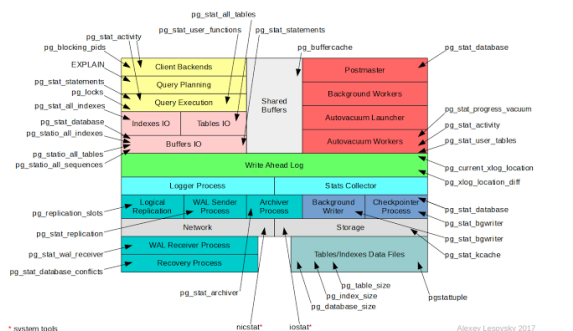 pg_stat_all_tables
pg_stat_user_functions
pg_stat_activity
pg_stat_statements
pg_blocking_pids
pg_buffercache
pg_stat_database
EXPLAIN
Client Backends
Postmaster
pg_stat_statements
Query Planning
Background Workers
pg_locks
Query Execution
Shared
Buffers
pg_stat_all_indexes
Autovacuum Launcher
pg_stat_progress_vacuum
pg_stat_database
Indexes IO
Tables IO
pg_stat_activity
pg_statio_all_indexes
Buffers IO
Autovacuum Workers
pg_stat_user_tables
pg_statio_all_tables
pg_statio_all_sequences
Write Ahead Log
pg_current_xlog_location
pg_xlog_location_diff
Logger Process
Stats Collector
pg_replication_slots
Logical
Replication
WAL Sender
Process
Archiver
Process
Background
Writer
Checkpointer
Process
pg_stat_database
pg_stat_bgwriter
pg_stat_replication
Network
Storage
pg_stat_bgwriter
pg_stat_wal_receiver
WAL Receiver Process
Tables/Indexes Data Files
pg_stat_kcache
pg_stat_database_conflicts
Recovery Process
pg_stat_archiver
pg_table_size
pg_index_size
pg_database_size
pgstattuple
* system tools
nicstat*
iostat*
Alexey Lesovsky 2017